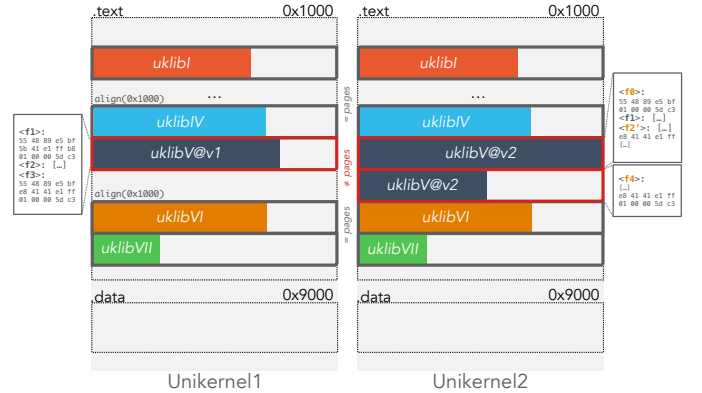 .text 0x1000
uklibI
...
align(0x1000)
uklibIV
uklibV@v1
align(0x1000)
uklibVI
uklibVII
.data 0x9000
Unikernel1
<f1>:
55 48 89 e5 bf
5b 41 e1 ff b8
01 00 00 5d c3
<f2>: […]
<f3>:
55 48 89 e5 bf
e8 41 41 e1 ff
01 00 00 5d c3
= pages
≠ pages
= pages
.text 0x1000
uklibI
...
uklibIV
uklibV@v2
uklibV@v2
uklibVI
uklibVII
.data 0x9000
Unikernel2
<f0>:
55 48 89 e5 bf
01 00 00 5d c3
<f1>: […]
<f2'>: […]
e8 41 41 e1 ff
[…]
<f4>:
[…]
e8 41 41 e1 ff
01 00 00 5d c3